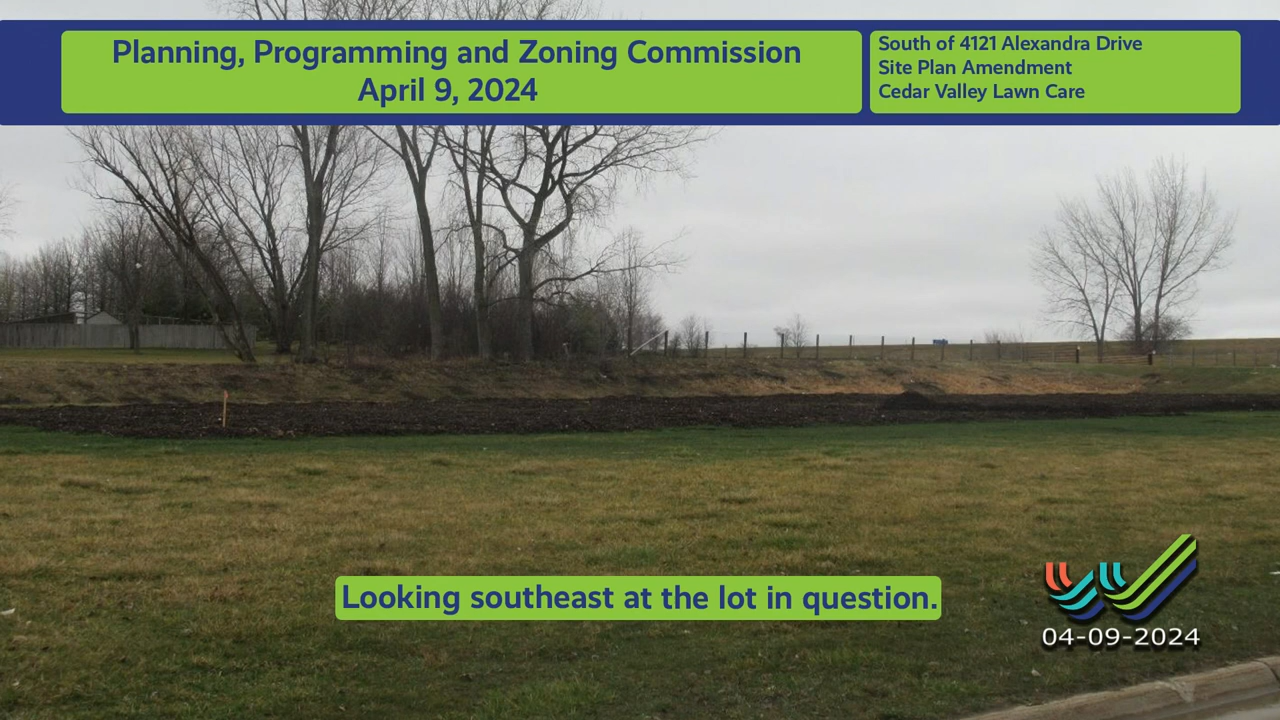 Planning, Programming and Zoning Commission
April 9, 2024
South of 4121 Alexandra Drive
Site Plan Amendment
Cedar Valley Lawn Care
Looking southeast at the lot in question.
04-09-2024